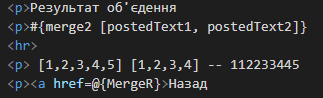 <p>Результат об'єдення
<p>#{merge2 [postedText1, postedText2]}
<hr>
<p> [1,2,3,4,5] [1,2,3,4] -- 112233445
<p><a href=@{MergeR}>Назад